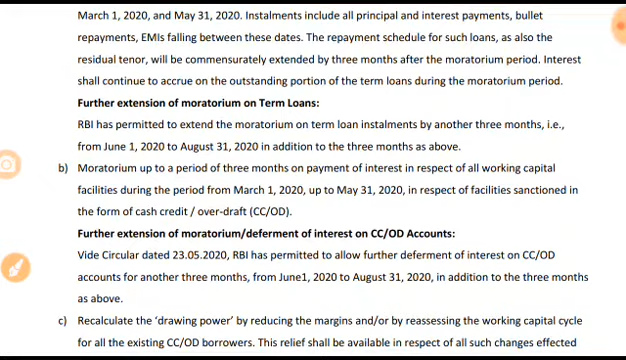 March 1, 2020, and May 31, 2020. Instalments include all principal and interest payments, bullet
repayments, EMIs falling between these dates. The repayment schedule for such loans, as also the
residual tenor, will be commensurately extended by three months after the moratorium period. Interest
shall continue to accrue on the outstanding portion of the term loans during the moratorium period.
Further extension of moratorium on Term Loans:
RBI has permitted to extend the moratorium on term loan instalments by another three months, i.e.,
from June 1, 2020 to August 31, 2020 in addition to the three months as above.
b) Moratorium up to a period of three months on payment of interest in respect of all working capital
facilities during the period from March 1, 2020, up to May 31, 2020, in respect of facilities sanctioned in
the form of cash credit / over-draft (CC/OD).
Further extension of moratorium/deferment of interest on CC/OD Accounts:
Vide Circular dated 23.05.2020, RBI has permitted to allow further deferment of interest on CC/OD
accounts for another three months, from June1, 2020 to August 31, 2020, in addition to the three months
as above.
c) Recalculate the ‘drawing power’ by reducing the margins and/or by reassessing the working capital cycle
for all the existing CC/OD borrowers. This relief shall be available in respect of all such changes effected